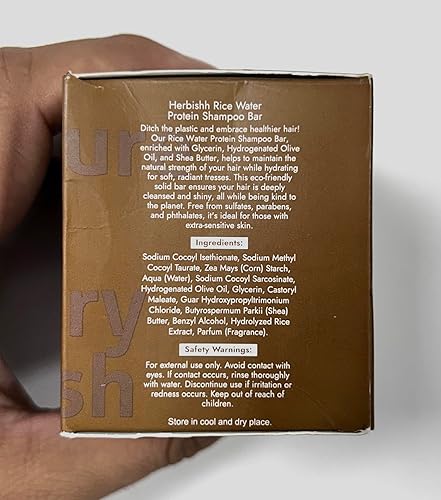 Herbishh Rice Water
Protein Shampoo Bar
Ditch the plastic and embrace healthier hair!
Our Rice Water Protein Shampoo Bar,
enriched with Glycerin, Hydrogenated Olive
Oil, and Shea Butter, helps to maintain the
natural strength of your hair while hydrating
for soft, radiant tresses. This eco-friendly
solid bar ensures your hair is deeply
cleansed and shiny, all while being kind
to the planet. Free from sulfates, parabens,
and phthalates, it's ideal for those with
extra-sensitive skin.
Ingredients:
Sodium Cocoyl Isethionate, Sodium Methyl
Cocoyl Taurate, Zea Mays (Corn) Starch,
Aqua (Water), Sodium Cocoyl Sarcosinate,
Hydrogenated Olive Oil, Glycerin, Castoryl
Maleate, Guar Hydroxypropyltrimonium
Chloride, Butyrospermum Parkii (Shea)
Butter, Benzyl Alcohol, Hydrolyzed Rice
Extract, Parfum (Fragrance).
Safety Warnings:
For external use only. Avoid contact with
eyes. If contact occurs, rinse thoroughly
with water. Discontinue use if irritation or
redness occurs. Keep out of reach of
children.
Store in cool and dry place.
ur
ry
sh